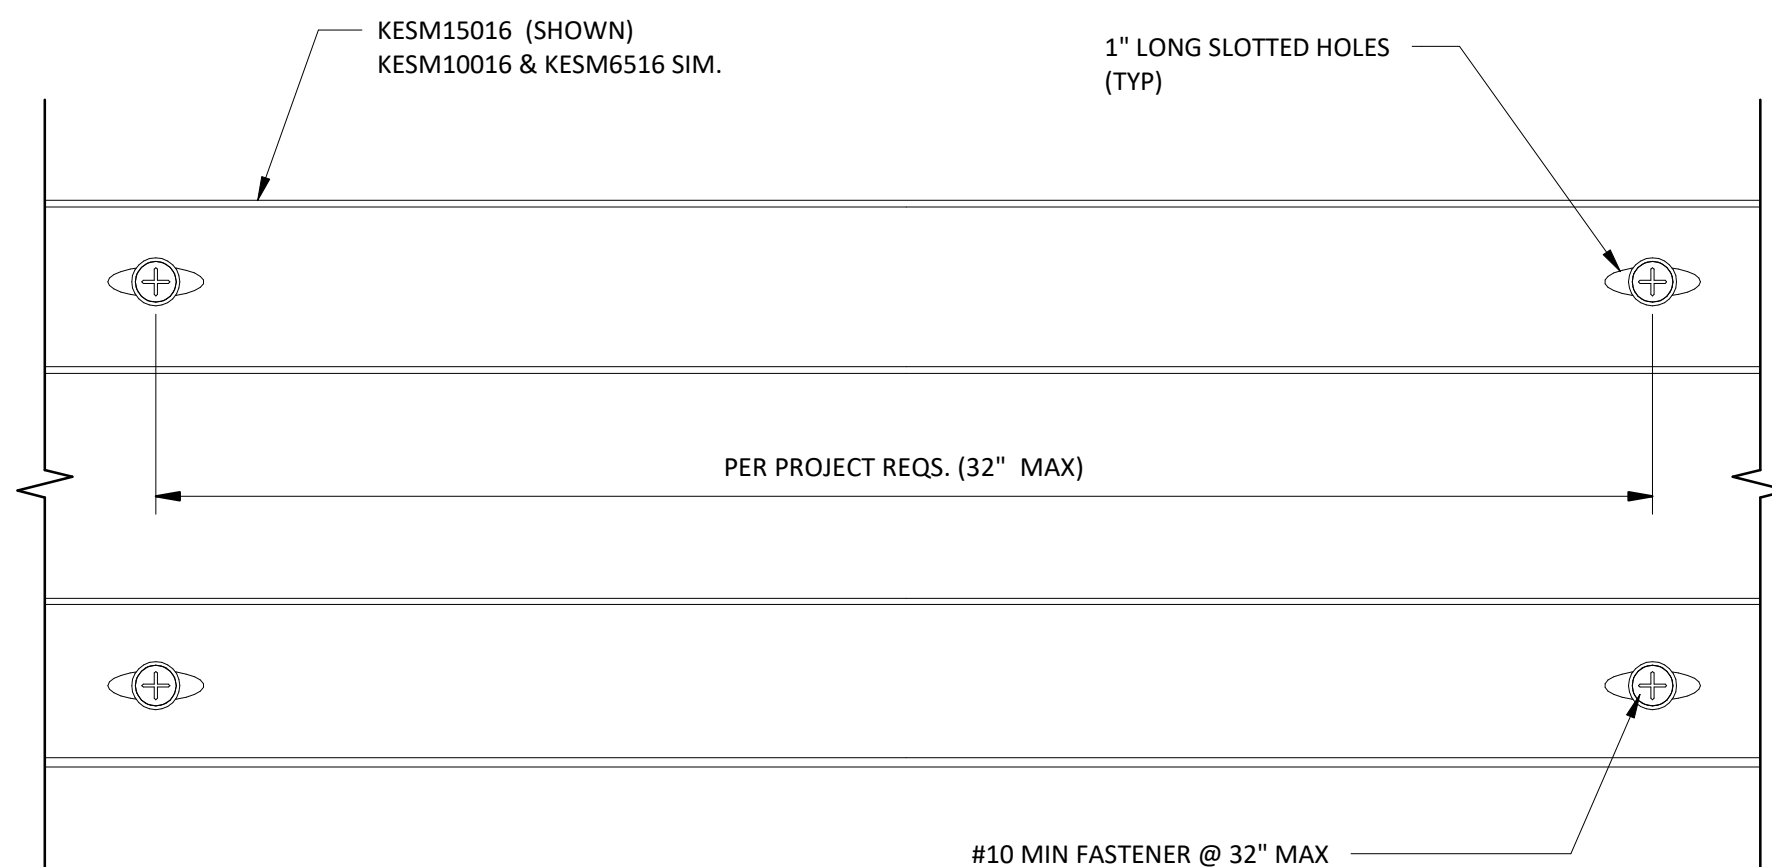 KESM15016 (SHOWN)
KESM10016 & KESM6516 SIM.
1" LONG SLOTTED HOLES
(TYP)
PER PROJECT REQS. (32" MAX)
#10 MIN FASTENER @ 32" MAX